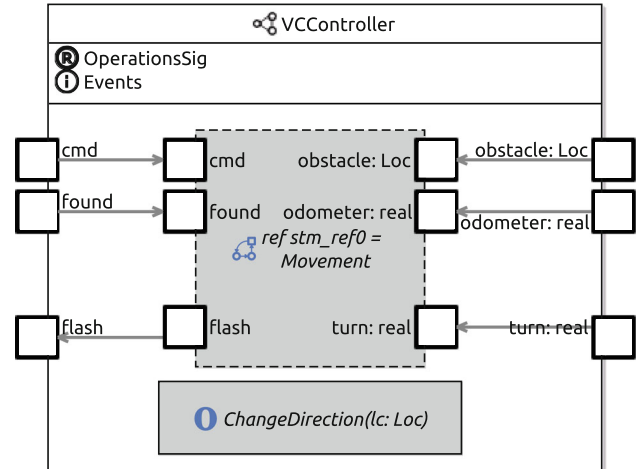 VCController
R OperationsSig
i Events
cmd
cmd
obstacle: Loc
obstacle: Loc
found
found
odometer: real
odometer: real
ref stm_ref0 =
Movement
flash
flash
turn: real
turn: real
O ChangeDirection(lc: Loc)